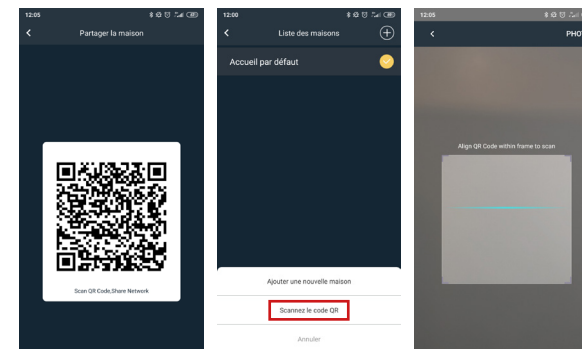 12:05
Partager la maison
Scan QR Code,Share Network
12:00
Liste des maisons
Accueil par défaut
Ajouter une nouvelle maison
Scannez le code QR
Annuler
12:05
PHOT
Align QR Code within frame to scan